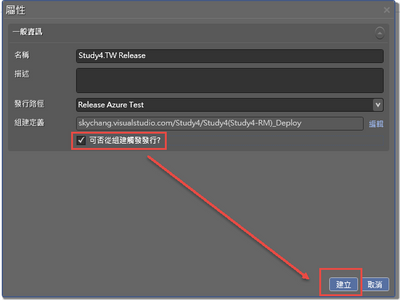 屬性
一般資訊
名稱 Study4.TW Release
描述
發行路徑 Release Azure Test
組建定義 skychang.visualstudio.com/Study4/Study4(Study4-RM)_Deploy 編輯
可否從組建觸發發行?
建立 取消